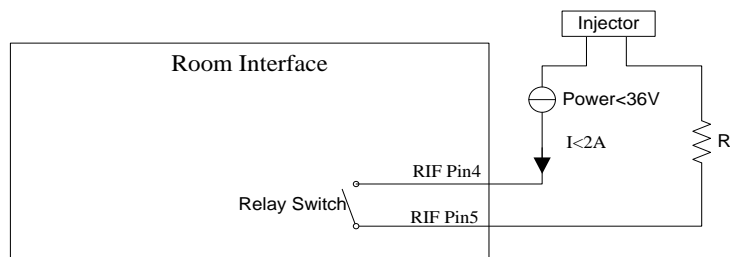 Injector
Room Interface
Power<36V
I<2A
R
RIF Pin4
Relay Switch
RIF Pin5